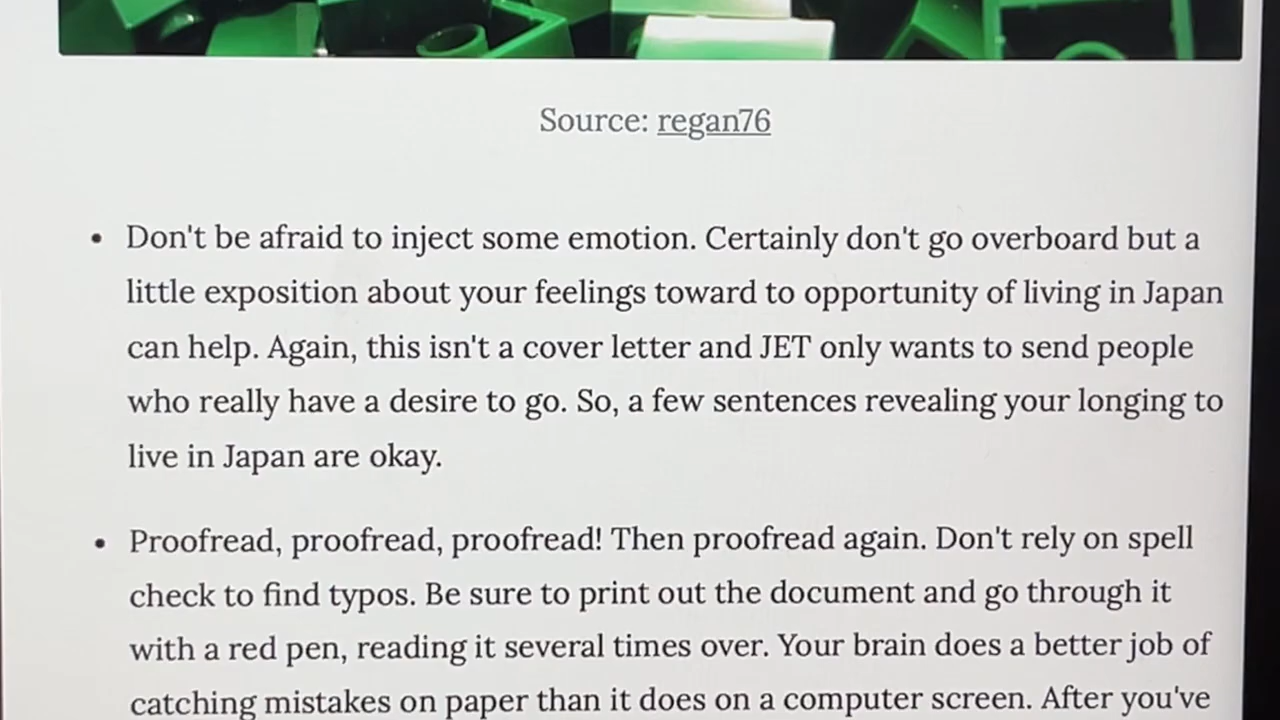 Source: regan76
• Don't be afraid to inject some emotion. Certainly don't go overboard but a
little exposition about your feelings toward to opportunity of living in Japan
can help. Again, this isn't a cover letter and JET only wants to send people
who really have a desire to go. So, a few sentences revealing your longing to
live in Japan are okay.
• Proofread, proofread, proofread! Then proofread again. Don't rely on spell
check to find typos. Be sure to print out the document and go through it
with a red pen, reading it several times over. Your brain does a better job of
catching mistakes on paper than it does on a computer screen. After you've